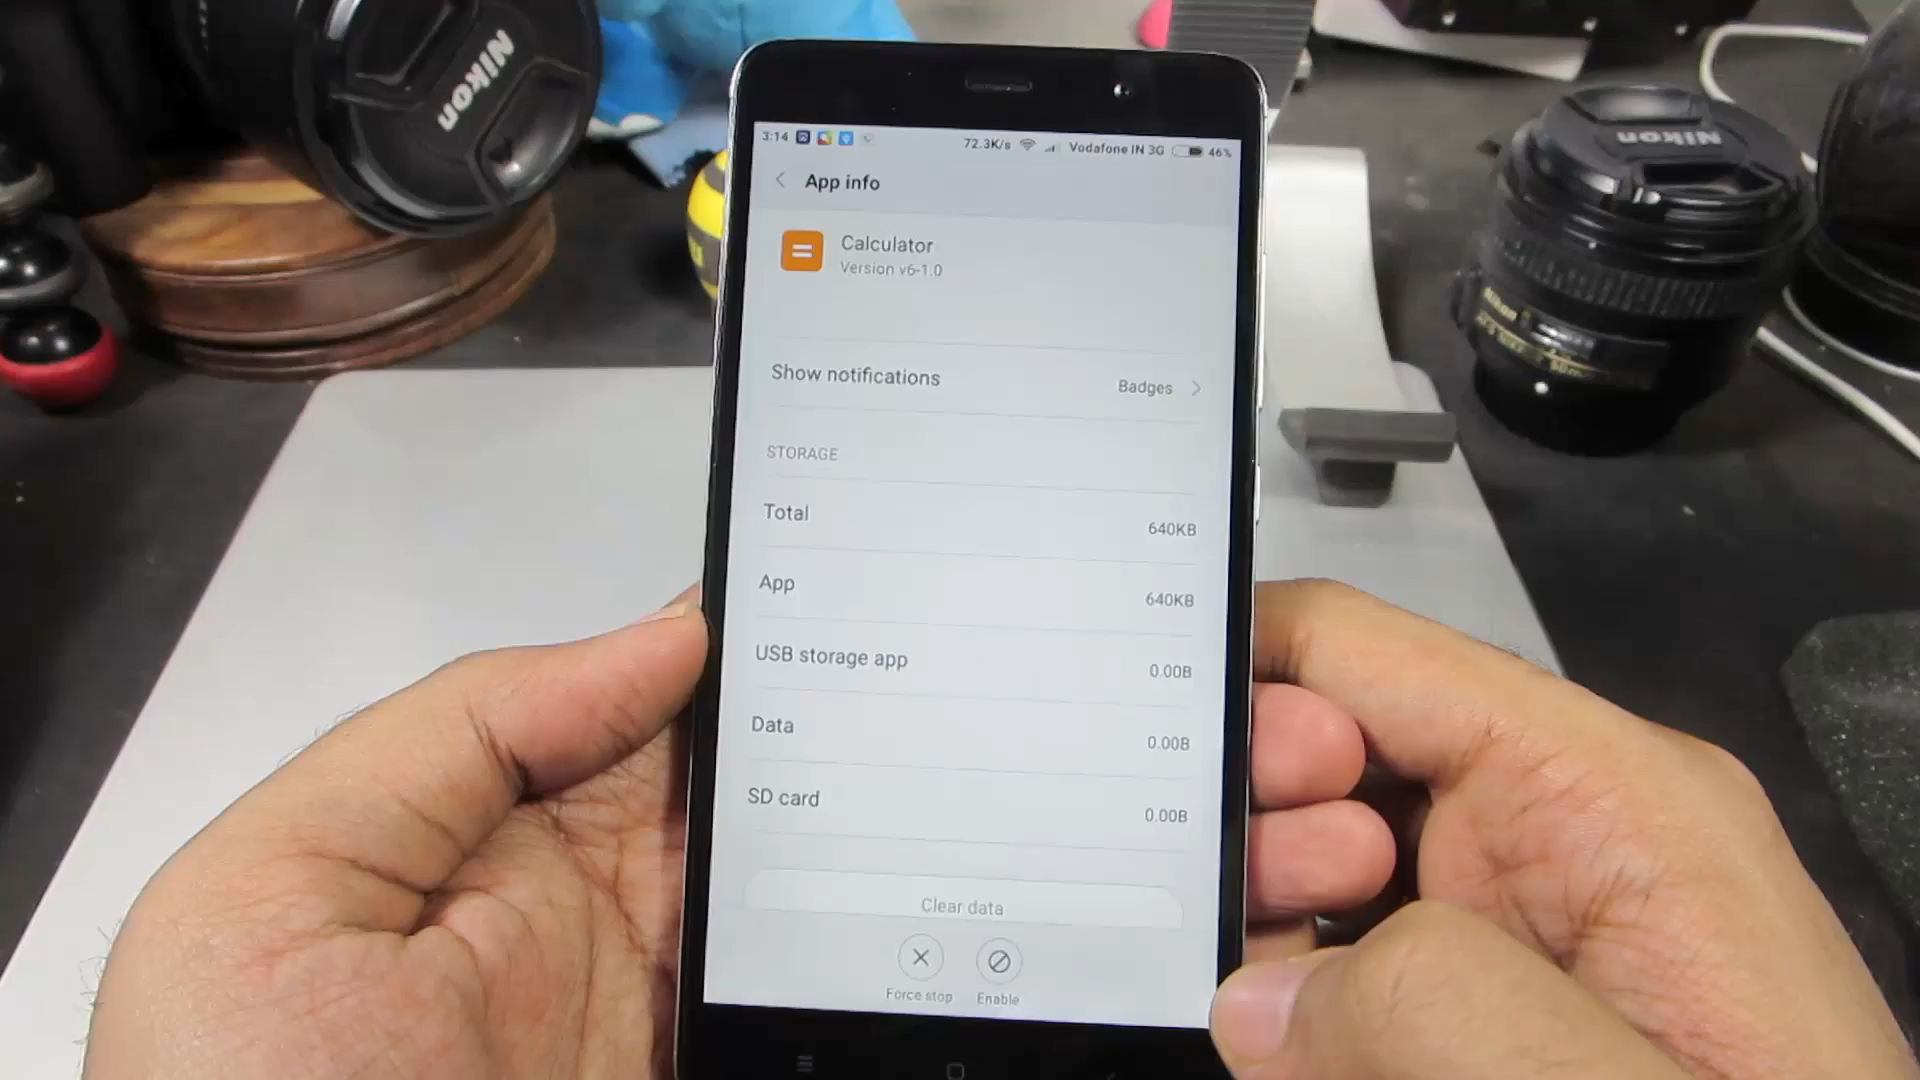 Nikon
Nikon
Nikon
3:14 72.3K/s Vodafone IN 3G 46%
App info
Calculator
Version v6-1.0
Show notifications Badges
STORAGE
Total 640KB
App 640KB
USB storage app 0.00B
Data 0.00B
SD card 0.00B
Clear data
Force stop Enable